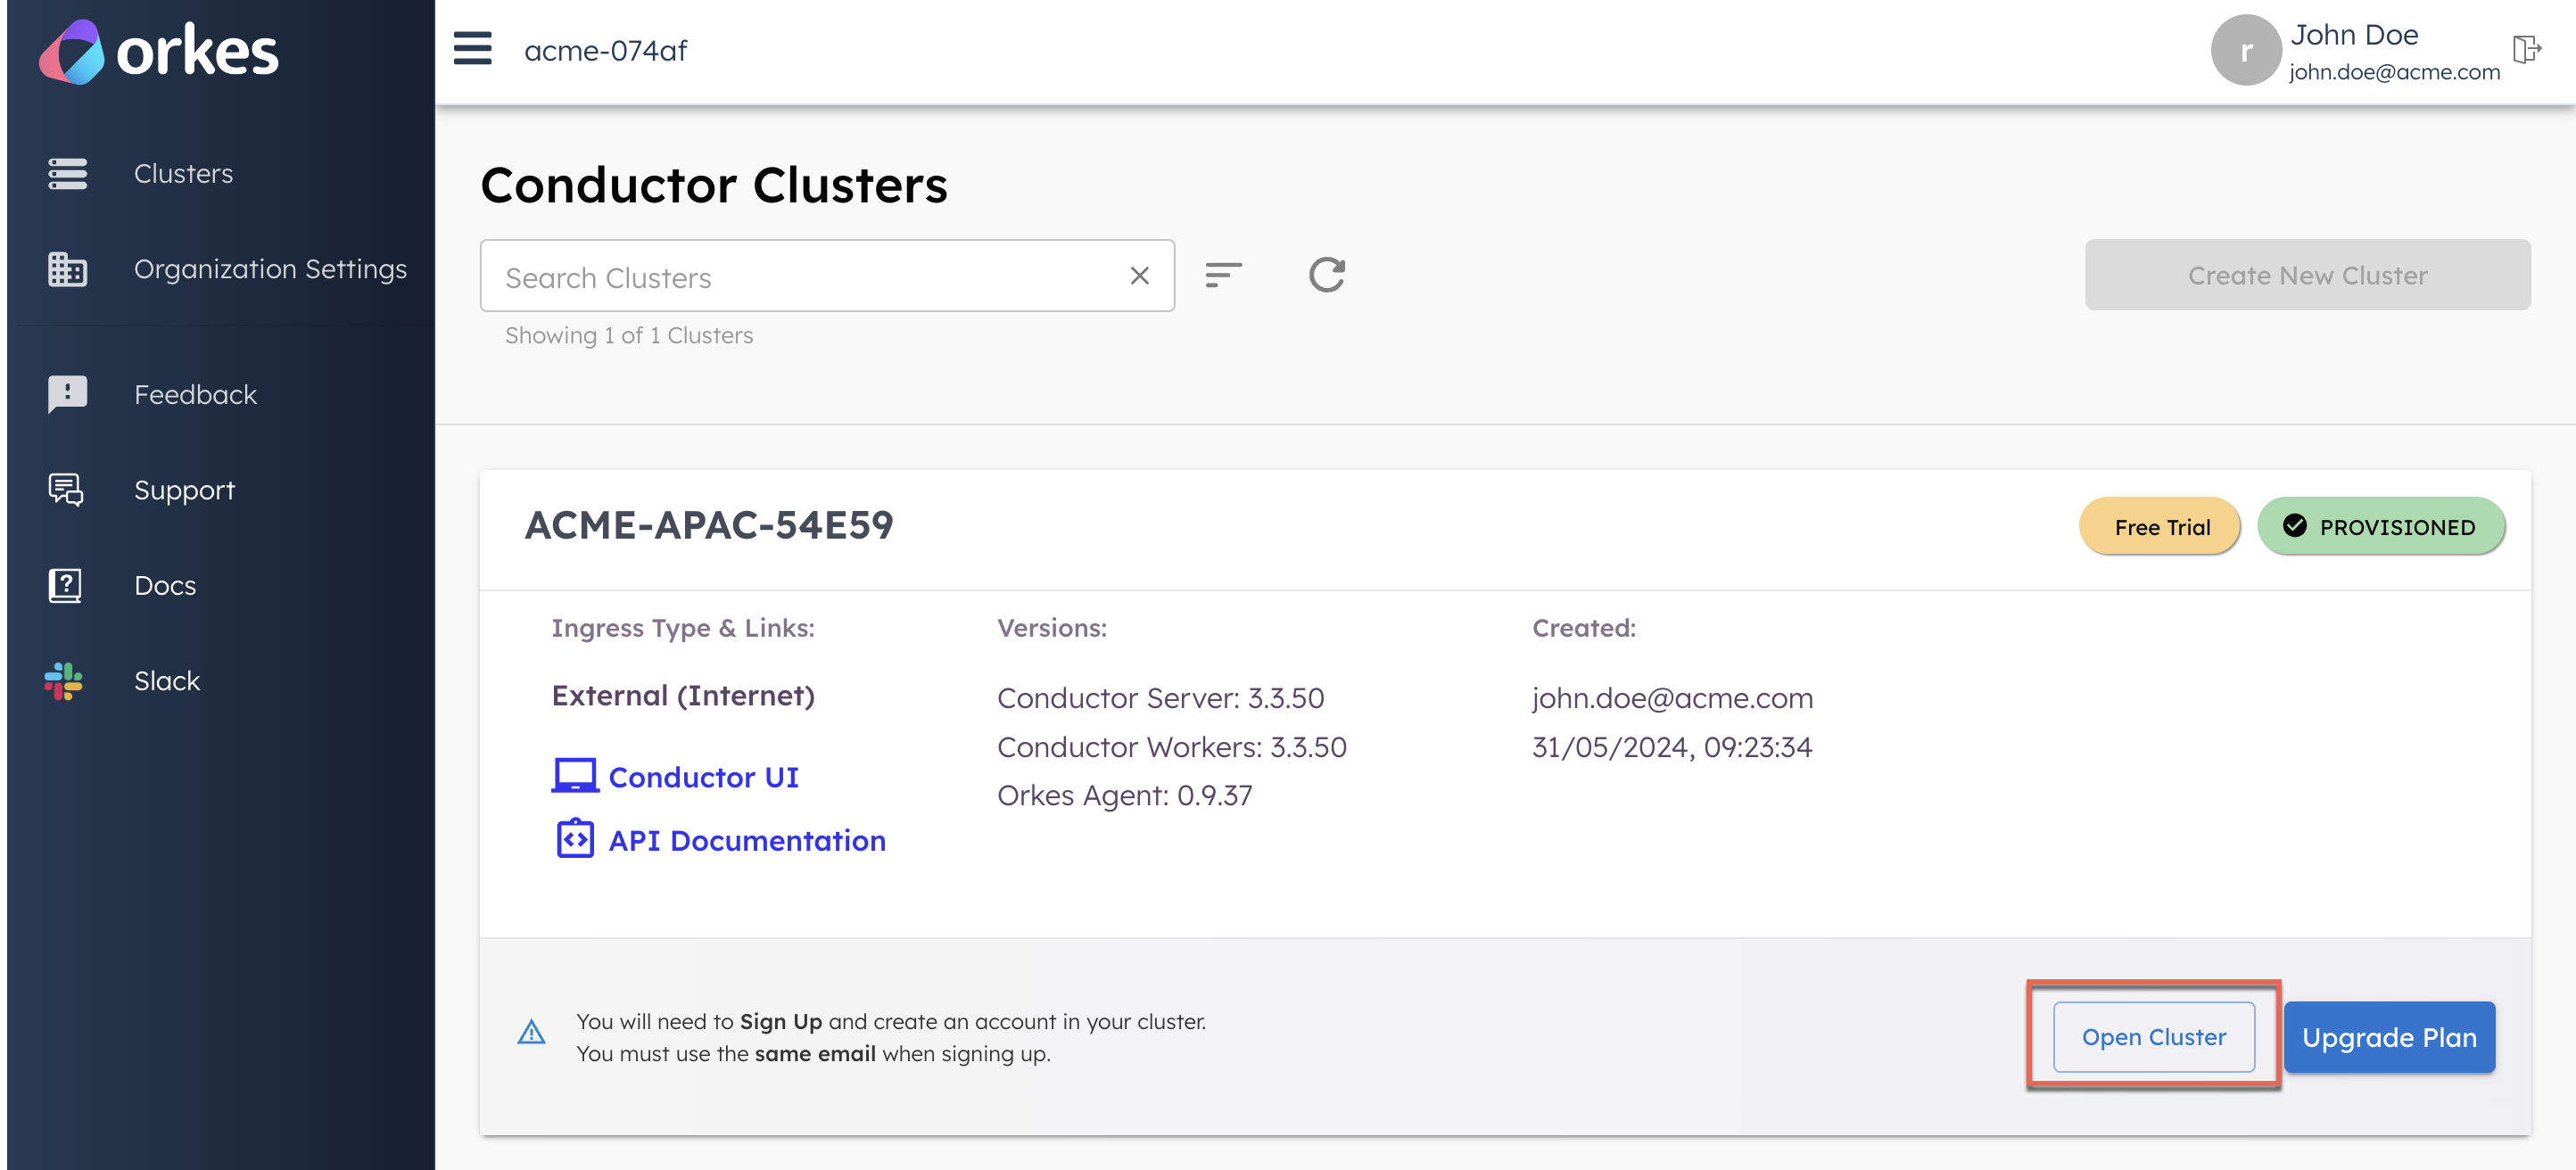 orkes
acme-074af
r
John Doe
john.doe@acme.com
Clusters
Organization Settings
Feedback
Support
Docs
Slack
Conductor Clusters
Search Clusters
Create New Cluster
Showing 1 of 1 Clusters
ACME-APAC-54E59
Free Trial
PROVISIONED
Ingress Type & Links:
External (Internet)
Conductor UI
API Documentation
Versions:
Conductor Server: 3.3.50
Conductor Workers: 3.3.50
Orkes Agent: 0.9.37
Created:
john.doe@acme.com
31/05/2024, 09:23:34
You will need to Sign Up and create an account in your cluster.
You must use the same email when signing up.
Open Cluster
Upgrade Plan